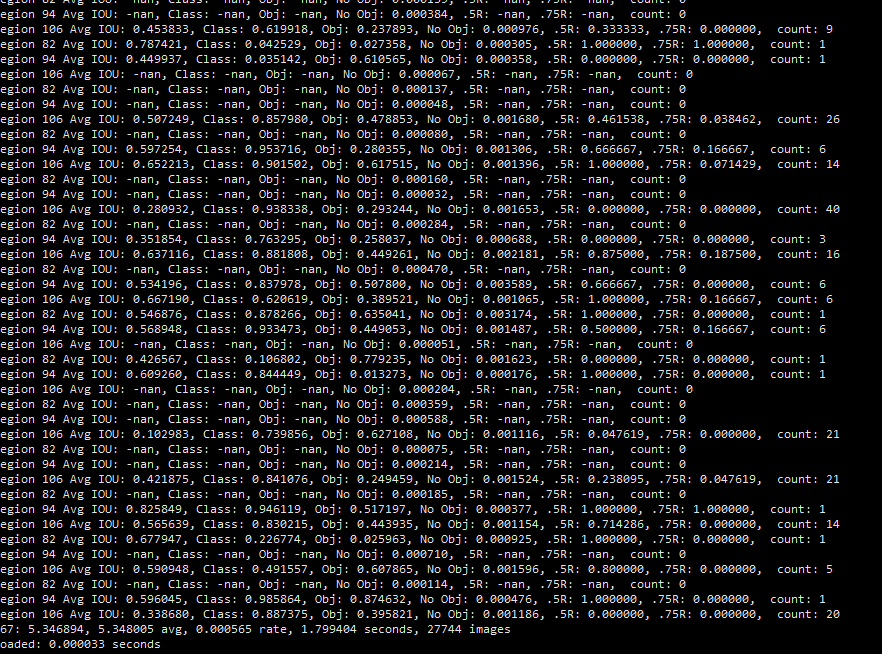 egion 94 Avg IOU: -nan, Class: -nan, Obj: -nan, No Obj: 0.000384, .5R: -nan, .75R: -nan, count: 0
egion 106 Avg IOU: 0.453833, Class: 0.619918, Obj: 0.237893, No Obj: 0.000976, .5R: 0.333333, .75R: 0.000000, count: 9
egion 82 Avg IOU: 0.787421, Class: 0.042529, Obj: 0.027358, No Obj: 0.000305, .5R: 1.000000, .75R: 1.000000, count: 1
egion 94 Avg IOU: 0.449937, Class: 0.035142, Obj: 0.610565, No Obj: 0.000358, .5R: 0.000000, .75R: 0.000000, count: 1
egion 106 Avg IOU: -nan, Class: -nan, Obj: -nan, No Obj: 0.000067, .5R: -nan, .75R: -nan, count: 0
egion 82 Avg IOU: -nan, Class: -nan, Obj: -nan, No Obj: 0.000137, .5R: -nan, .75R: -nan, count: 0
egion 94 Avg IOU: -nan, Class: -nan, Obj: -nan, No Obj: 0.000048, .5R: -nan, .75R: -nan, count: 0
egion 106 Avg IOU: 0.507249, Class: 0.857980, Obj: 0.478853, No Obj: 0.001680, .5R: 0.461538, .75R: 0.038462, count: 26
egion 82 Avg IOU: -nan, Class: -nan, Obj: -nan, No Obj: 0.000080, .5R: -nan, .75R: -nan, count: 0
egion 94 Avg IOU: 0.597254, Class: 0.953716, Obj: 0.280355, No Obj: 0.001306, .5R: 0.666667, .75R: 0.166667, count: 6
egion 106 Avg IOU: 0.652213, Class: 0.901502, Obj: 0.617515, No Obj: 0.001396, .5R: 1.000000, .75R: 0.071429, count: 14
egion 82 Avg IOU: -nan, Class: -nan, Obj: -nan, No Obj: 0.000160, .5R: -nan, .75R: -nan, count: 0
egion 94 Avg IOU: -nan, Class: -nan, Obj: -nan, No Obj: 0.000032, .5R: -nan, .75R: -nan, count: 0
egion 106 Avg IOU: 0.280932, Class: 0.938338, Obj: 0.293244, No Obj: 0.001653, .5R: 0.000000, .75R: 0.000000, count: 40
egion 82 Avg IOU: -nan, Class: -nan, Obj: -nan, No Obj: 0.000284, .5R: -nan, .75R: -nan, count: 0
egion 94 Avg IOU: 0.351854, Class: 0.763295, Obj: 0.258037, No Obj: 0.000688, .5R: 0.000000, .75R: 0.000000, count: 3
egion 106 Avg IOU: 0.637116, Class: 0.881808, Obj: 0.449261, No Obj: 0.002181, .5R: 0.875000, .75R: 0.187500, count: 16
egion 82 Avg IOU: -nan, Class: -nan, Obj: -nan, No Obj: 0.000470, .5R: -nan, .75R: -nan, count: 0
egion 94 Avg IOU: 0.534196, Class: 0.837978, Obj: 0.507800, No Obj: 0.003589, .5R: 0.666667, .75R: 0.000000, count: 6
egion 106 Avg IOU: 0.667190, Class: 0.620619, Obj: 0.389521, No Obj: 0.001065, .5R: 1.000000, .75R: 0.166667, count: 6
egion 82 Avg IOU: 0.546876, Class: 0.878266, Obj: 0.635041, No Obj: 0.003174, .5R: 1.000000, .75R: 0.000000, count: 1
egion 94 Avg IOU: 0.568948, Class: 0.933473, Obj: 0.449053, No Obj: 0.001487, .5R: 0.500000, .75R: 0.166667, count: 6
egion 106 Avg IOU: -nan, Class: -nan, Obj: -nan, No Obj: 0.000051, .5R: -nan, .75R: -nan, count: 0
egion 82 Avg IOU: 0.426567, Class: 0.106802, Obj: 0.779235, No Obj: 0.001623, .5R: 0.000000, .75R: 0.000000, count: 1
egion 94 Avg IOU: 0.609260, Class: 0.844449, Obj: 0.013273, No Obj: 0.000176, .5R: 1.000000, .75R: 0.000000, count: 1
egion 106 Avg IOU: -nan, Class: -nan, Obj: -nan, No Obj: 0.000204, .5R: -nan, .75R: -nan, count: 0
egion 82 Avg IOU: -nan, Class: -nan, Obj: -nan, No Obj: 0.000359, .5R: -nan, .75R: -nan, count: 0
egion 94 Avg IOU: -nan, Class: -nan, Obj: -nan, No Obj: 0.000588, .5R: -nan, .75R: -nan, count: 0
egion 106 Avg IOU: 0.102983, Class: 0.739856, Obj: 0.627108, No Obj: 0.001116, .5R: 0.047619, .75R: 0.000000, count: 21
egion 82 Avg IOU: -nan, Class: -nan, Obj: -nan, No Obj: 0.000075, .5R: -nan, .75R: -nan, count: 0
egion 94 Avg IOU: -nan, Class: -nan, Obj: -nan, No Obj: 0.000214, .5R: -nan, .75R: -nan, count: 0
egion 106 Avg IOU: 0.421875, Class: 0.841076, Obj: 0.249459, No Obj: 0.001524, .5R: 0.238095, .75R: 0.047619, count: 21
egion 82 Avg IOU: -nan, Class: -nan, Obj: -nan, No Obj: 0.000185, .5R: -nan, .75R: -nan, count: 0
egion 94 Avg IOU: 0.825849, Class: 0.946119, Obj: 0.517197, No Obj: 0.000377, .5R: 1.000000, .75R: 1.000000, count: 1
egion 106 Avg IOU: 0.565639, Class: 0.830215, Obj: 0.443935, No Obj: 0.001154, .5R: 0.714286, .75R: 0.000000, count: 14
egion 82 Avg IOU: 0.677947, Class: 0.226774, Obj: 0.025963, No Obj: 0.000925, .5R: 1.000000, .75R: 0.000000, count: 1
egion 94 Avg IOU: -nan, Class: -nan, Obj: -nan, No Obj: 0.000710, .5R: -nan, .75R: -nan, count: 0
egion 106 Avg IOU: 0.590948, Class: 0.491557, Obj: 0.607865, No Obj: 0.001596, .5R: 0.800000, .75R: 0.000000, count: 5
egion 82 Avg IOU: -nan, Class: -nan, Obj: -nan, No Obj: 0.000114, .5R: -nan, .75R: -nan, count: 0
egion 94 Avg IOU: 0.596045, Class: 0.985864, Obj: 0.874632, No Obj: 0.000476, .5R: 1.000000, .75R: 0.000000, count: 1
egion 106 Avg IOU: 0.338680, Class: 0.887375, Obj: 0.395821, No Obj: 0.001186, .5R: 0.000000, .75R: 0.000000, count: 20
67: 5.346894, 5.348005 avg, 0.000565 rate, 1.799404 seconds, 27744 images
oaded: 0.000033 seconds